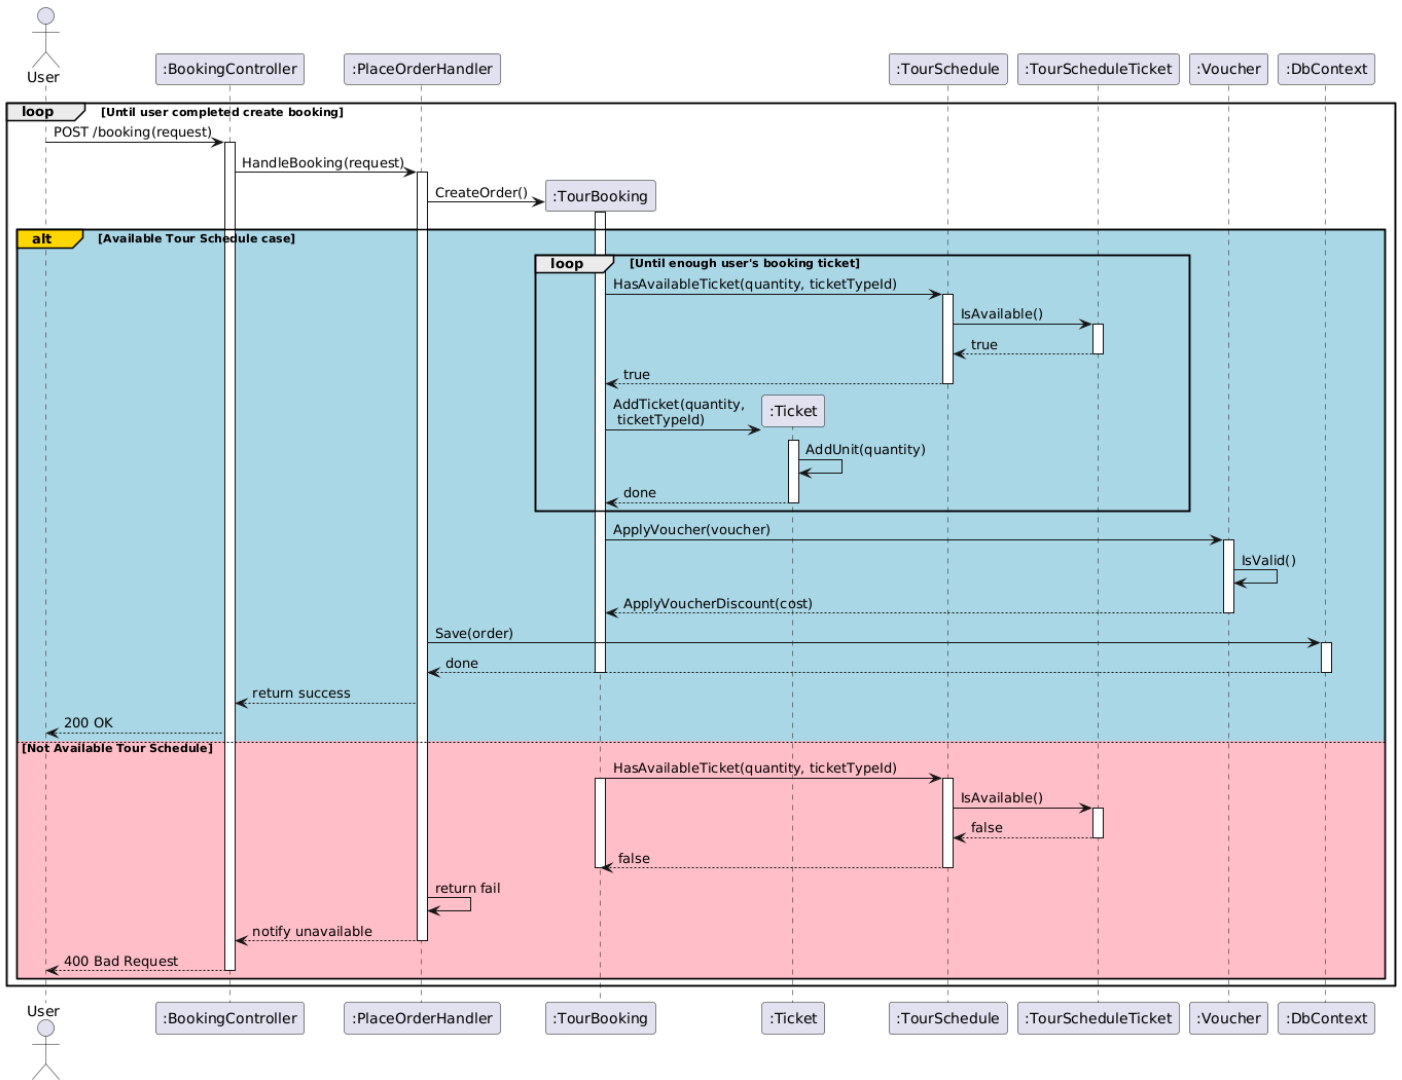 User
:BookingController
:PlaceOrderHandler
:TourSchedule
:TourScheduleTicket
:Voucher
:DbContext
loop
[Until user completed create booking]
POST /booking(request)
HandleBooking(request)
CreateOrder()
:TourBooking
alt
[Available Tour Schedule case]
loop
[Until enough user's booking ticket]
HasAvailableTicket(quantity, ticketTypeId)
IsAvailable()
true
true
AddTicket(quantity,
ticketTypeId)
:Ticket
AddUnit(quantity)
done
ApplyVoucher(voucher)
IsValid()
ApplyVoucherDiscount(cost)
Save(order)
done
return success
200 OK
[Not Available Tour Schedule]
HasAvailableTicket(quantity, ticketTypeId)
IsAvailable()
false
false
return fail
notify unavailable
400 Bad Request
User
:BookingController
:PlaceOrderHandler
:TourBooking
:Ticket
:TourSchedule
:TourScheduleTicket
:Voucher
:DbContext